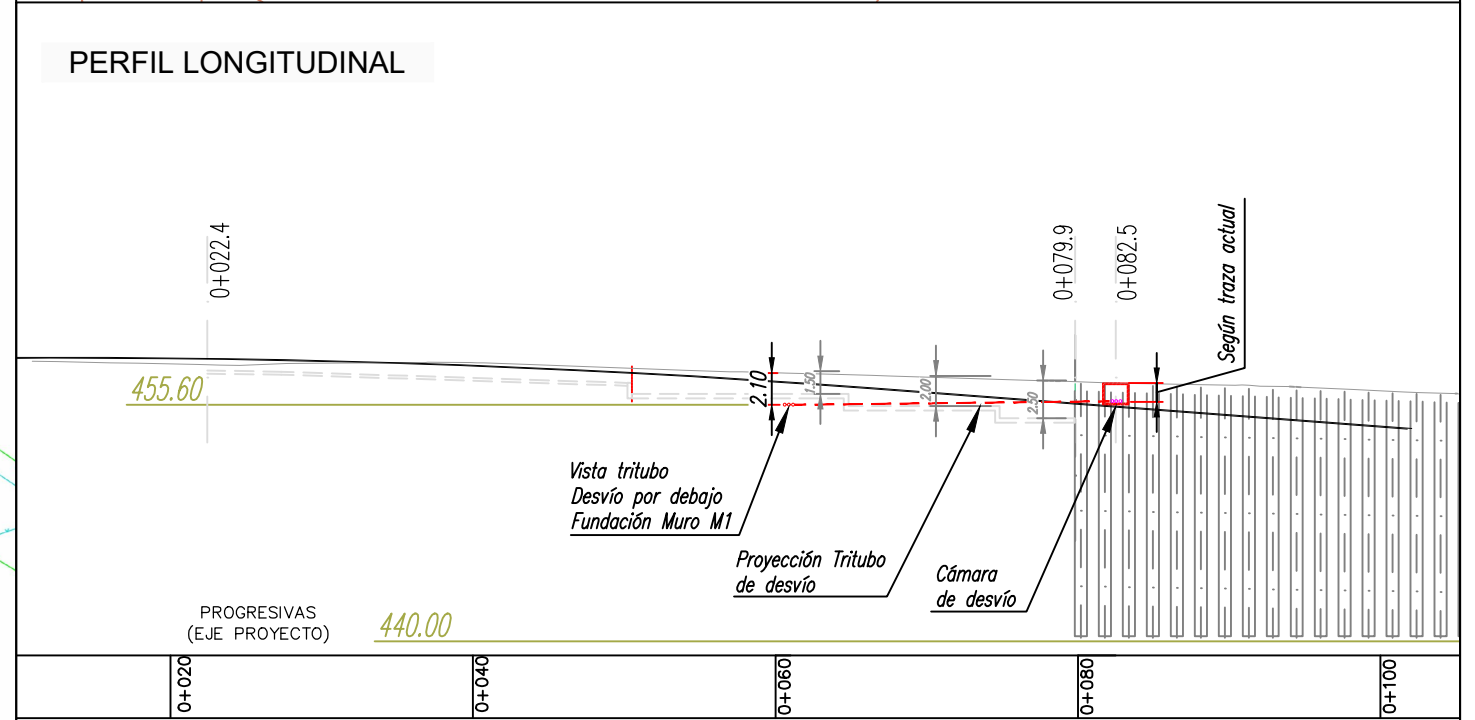 PERFIL LONGITUDINAL
0+022.4
0+079.9
0+082.5
Según traza actual
455.60
2.10
1.50
2.00
2.50
Vista tritubo
Desvío por debajo
Fundación Muro M1
Proyección Tritubo
de desvío
Cámara
de desvío
PROGRESIVAS
(EJE PROYECTO)
440.00
0+020
0+040
0+060
0+080
0+100